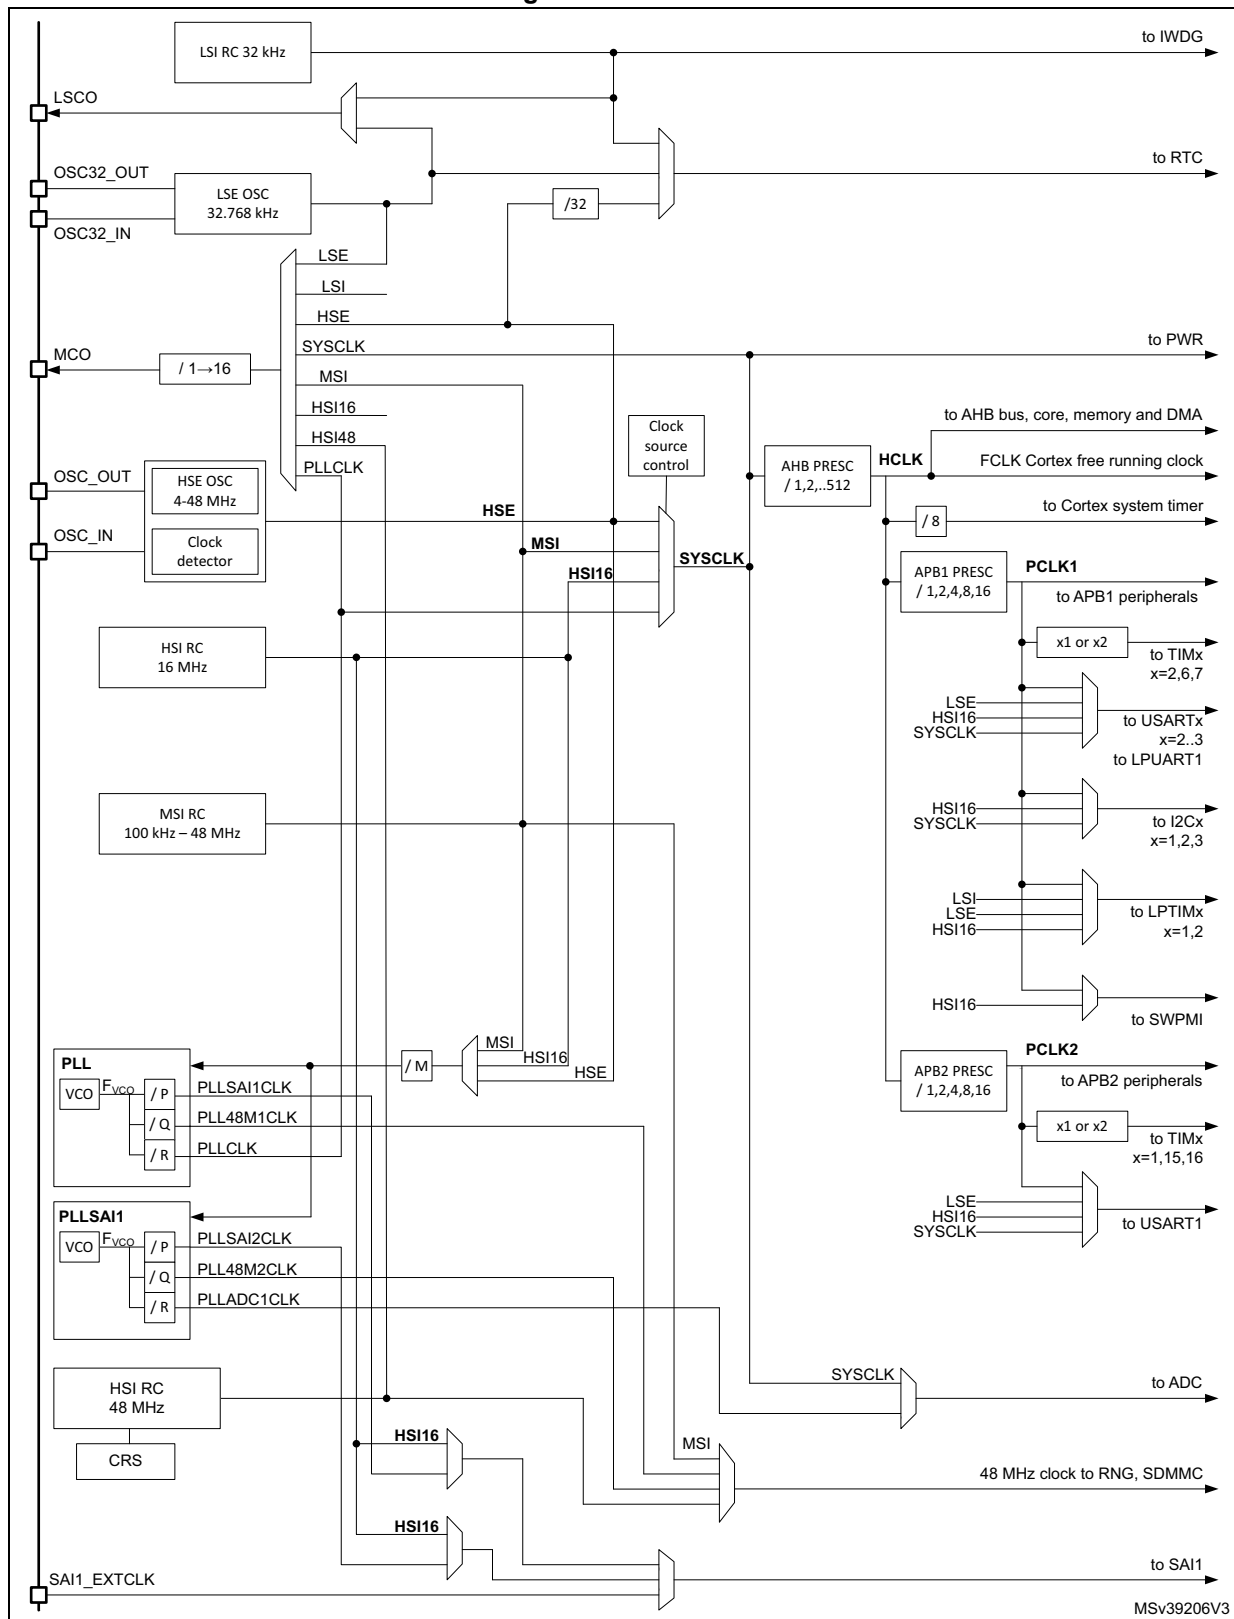 LSI RC 32 kHz
to IWDG
LSCO
to RTC
OSC32_OUT
LSE OSC
32.768 kHz
/32
OSC32_IN
LSE
LSI
HSE
SYSCLK
to PWR
MCO
/ 1→16
MSI
HSI16
HSI48
PLLCLK
Clock
source
control
to AHB bus, core, memory and DMA
AHB PRESC
/ 1,2,..512
HCLK
FCLK Cortex free running clock
OSC_OUT
HSE OSC
4-48 MHz
HSE
/ 8
to Cortex system timer
OSC_IN
Clock
detector
MSI
SYSCLK
HSI16
APB1 PRESC
/ 1,2,4,8,16
PCLK1
to APB1 peripherals
HSI RC
16 MHz
x1 or x2
to TIMx
x=2,6,7
LSE
HSI16
SYSCLK
to USARTx
x=2..3
to LPUART1
MSI RC
100 kHz – 48 MHz
HSI16
SYSCLK
to I2Cx
x=1,2,3
LSI
LSE
HSI16
to LPTIMx
x=1,2
HSI16
to SWPMI
MSI
HSI16
HSE
/ M
PLL
VCO
FVCO
/ P
PLLSAI1CLK
/ Q
PLL48M1CLK
/ R
PLLCLK
APB2 PRESC
/ 1,2,4,8,16
PCLK2
to APB2 peripherals
x1 or x2
to TIMx
x=1,15,16
PLLSAI1
VCO
FVCO
/ P
PLLSAI2CLK
/ Q
PLL48M2CLK
/ R
PLLADC1CLK
LSE
HSI16
SYSCLK
to USART1
HSI RC
48 MHz
CRS
SYSCLK
to ADC
HSI16
MSI
48 MHz clock to RNG, SDMMC
HSI16
SAI1_EXTCLK
to SAI1
MSv39206V3